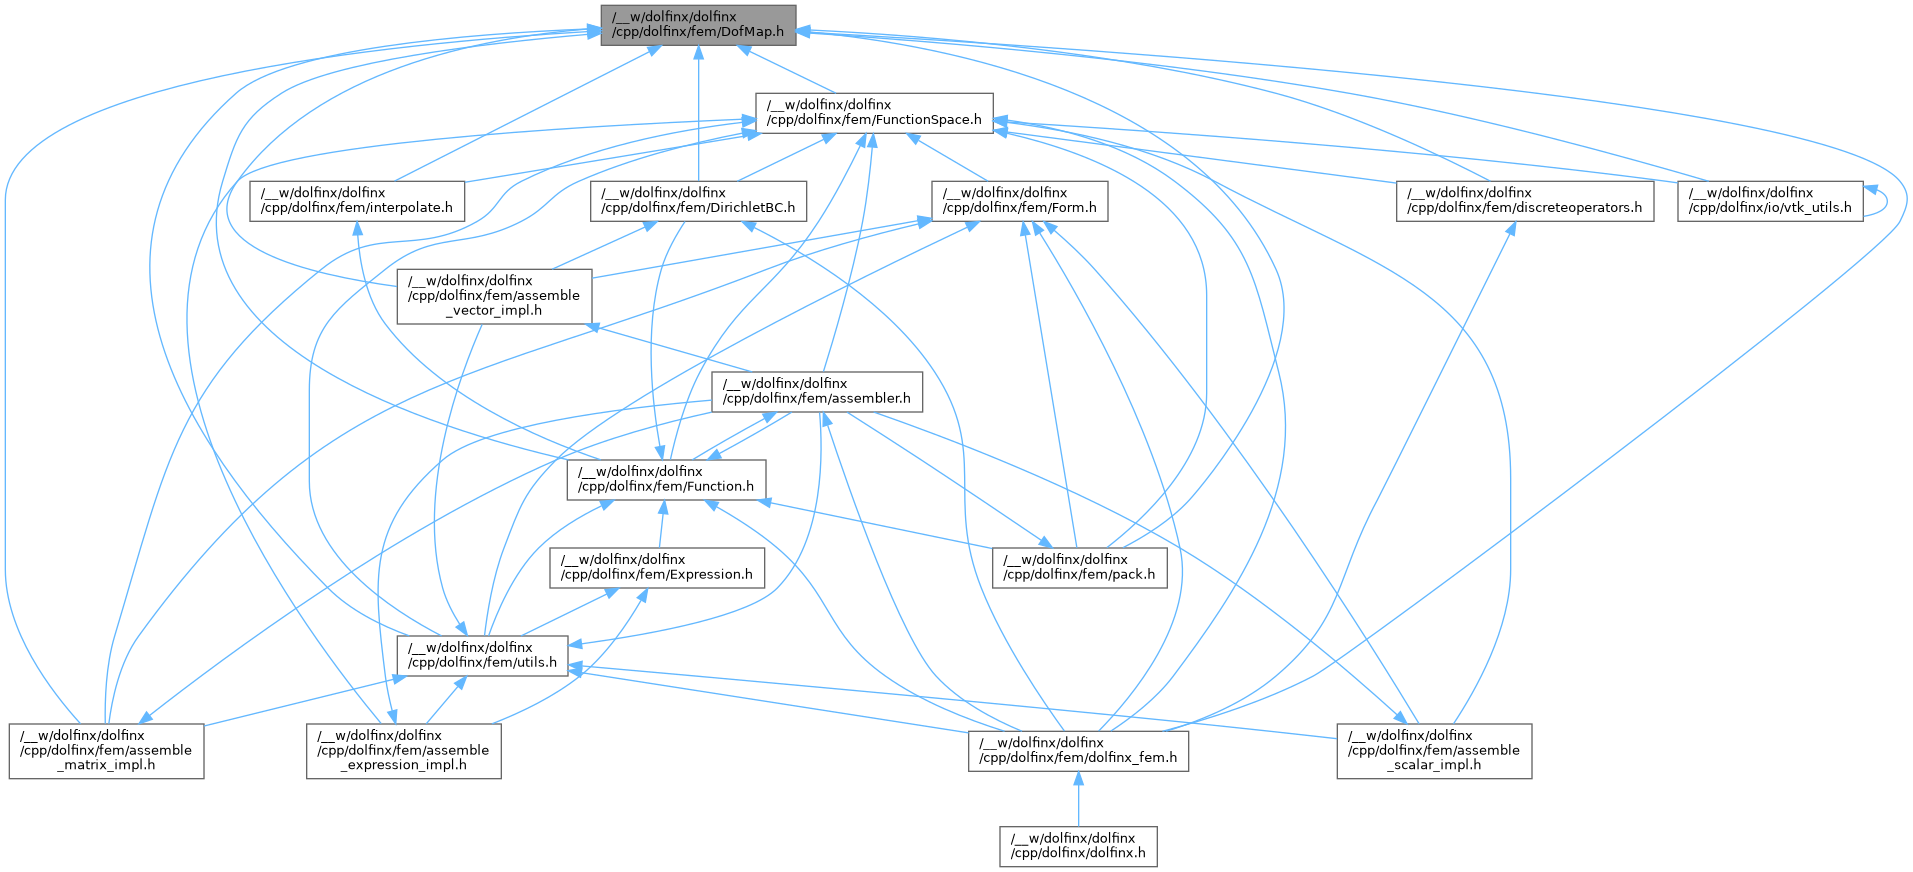 /__w/dolfinx/dolfinx
/cpp/dolfinx/fem/DofMap.h
/__w/dolfinx/dolfinx
/cpp/dolfinx/fem/FunctionSpace.h
/__w/dolfinx/dolfinx
/cpp/dolfinx/fem/interpolate.h
/__w/dolfinx/dolfinx
/cpp/dolfinx/fem/DirichletBC.h
/__w/dolfinx/dolfinx
/cpp/dolfinx/fem/Form.h
/__w/dolfinx/dolfinx
/cpp/dolfinx/fem/discreteoperators.h
/__w/dolfinx/dolfinx
/cpp/dolfinx/io/vtk_utils.h
/__w/dolfinx/dolfinx
/cpp/dolfinx/fem/assemble
_vector_impl.h
/__w/dolfinx/dolfinx
/cpp/dolfinx/fem/assembler.h
/__w/dolfinx/dolfinx
/cpp/dolfinx/fem/Function.h
/__w/dolfinx/dolfinx
/cpp/dolfinx/fem/Expression.h
/__w/dolfinx/dolfinx
/cpp/dolfinx/fem/pack.h
/__w/dolfinx/dolfinx
/cpp/dolfinx/fem/utils.h
/__w/dolfinx/dolfinx
/cpp/dolfinx/fem/assemble
_matrix_impl.h
/__w/dolfinx/dolfinx
/cpp/dolfinx/fem/assemble
_expression_impl.h
/__w/dolfinx/dolfinx
/cpp/dolfinx/fem/dolfinx_fem.h
/__w/dolfinx/dolfinx
/cpp/dolfinx/fem/assemble
_scalar_impl.h
/__w/dolfinx/dolfinx
/cpp/dolfinx/dolfinx.h